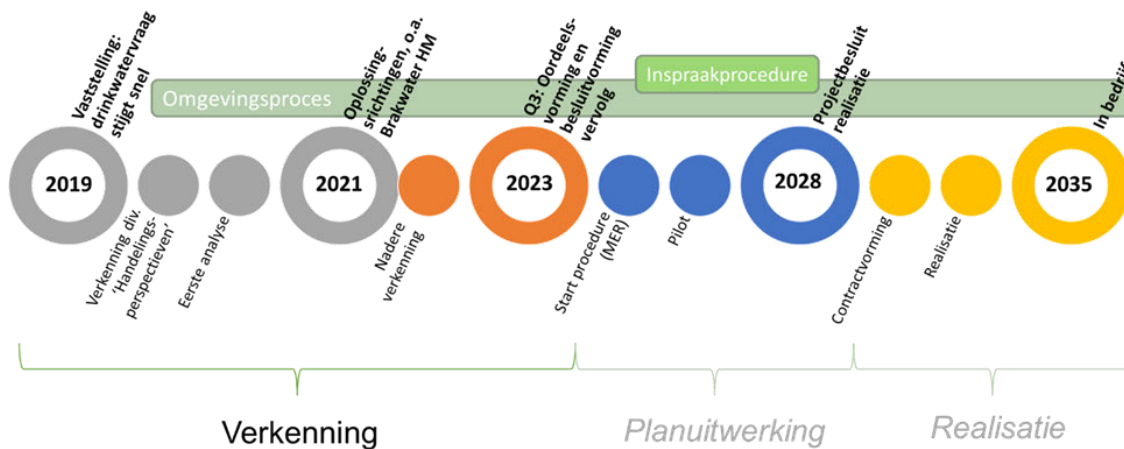 Vaststelling:
drinkwatervraag
stijgt snel
Oplossing-
srichtingen, o.a.
Brakwater HM
Q3: Oordeels-
vorming en
besluitvorming
vervolg
Projectbesluit
realisatie
In bedrijf
Inspraakprocedure
Omgevingsproces
2019
2021
2023
2028
2035
Verkenning div.
‘Handelings-
perspectieven’
Eerste analyse
Nadere
verkenning
Start procedure
(MER)
Pilot
Contractvorming
Realisatie
Verkenning
Planuitwerking
Realisatie